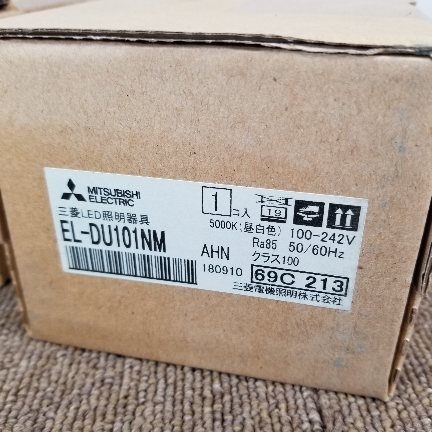 MITSUBISHI
ELECTRIC
三菱LED照明器具
EL-DU101NM
AHN
180910
1コ入
19
5000K(昼白色) 100-242V
Ra85 50/60Hz
クラス100
69C 213
三菱電機照明株式会社